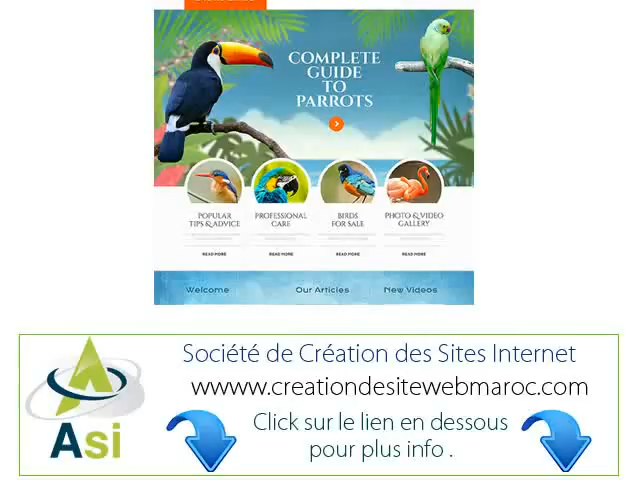 COMPLETE
GUIDE
TO
PARROTS
POPULAR
TIPS & ADVICE
READ MORE
PROFESSIONAL
CARE
READ MORE
BIRDS
FOR SALE
READ MORE
PHOTO & VIDEO
GALLERY
READ MORE
Welcome
Our Articles
New Videos
Asi
Société de Création des Sites Internet
www.creationdesitewebmaroc.com
Click sur le lien en dessous
pour plus info .